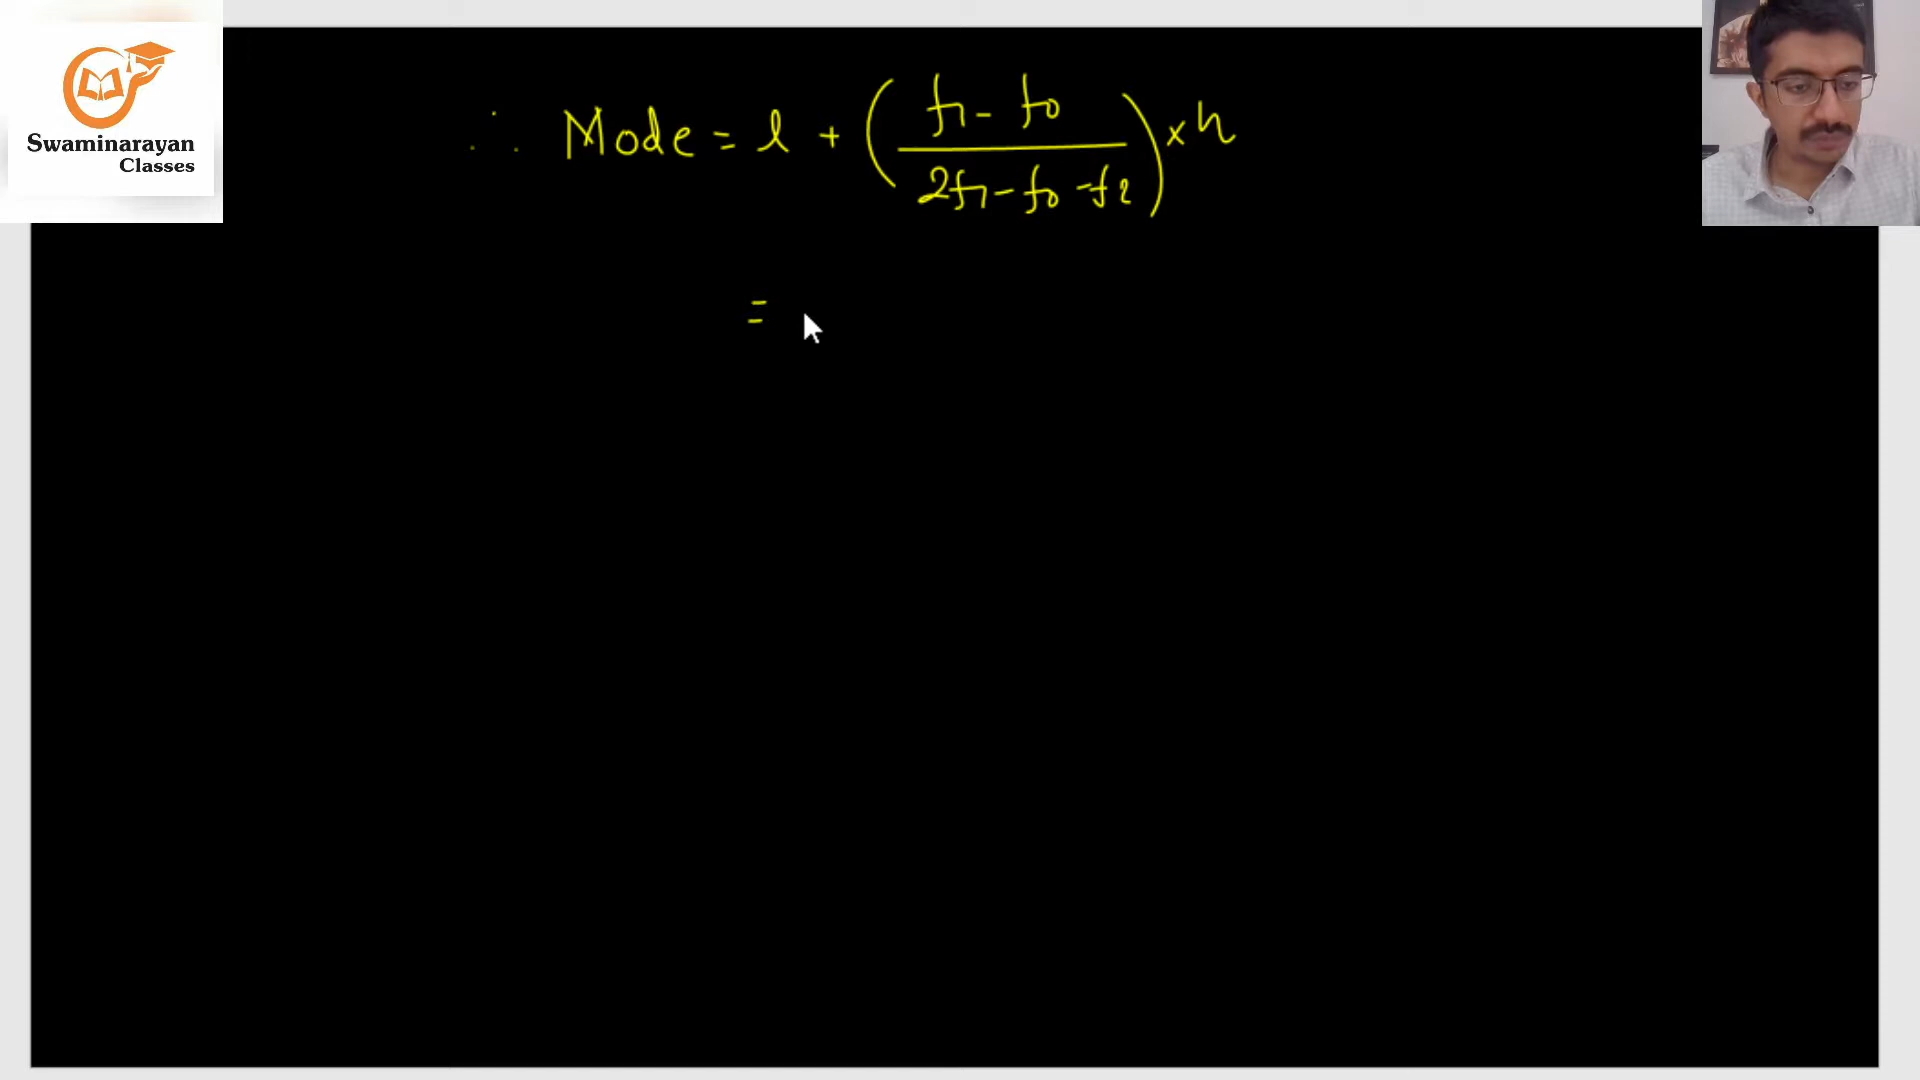 Swaminarayan
Classes
∴ Mode = l + ( f1 - f0 / 2f1 - f0 - f2 ) × h
=